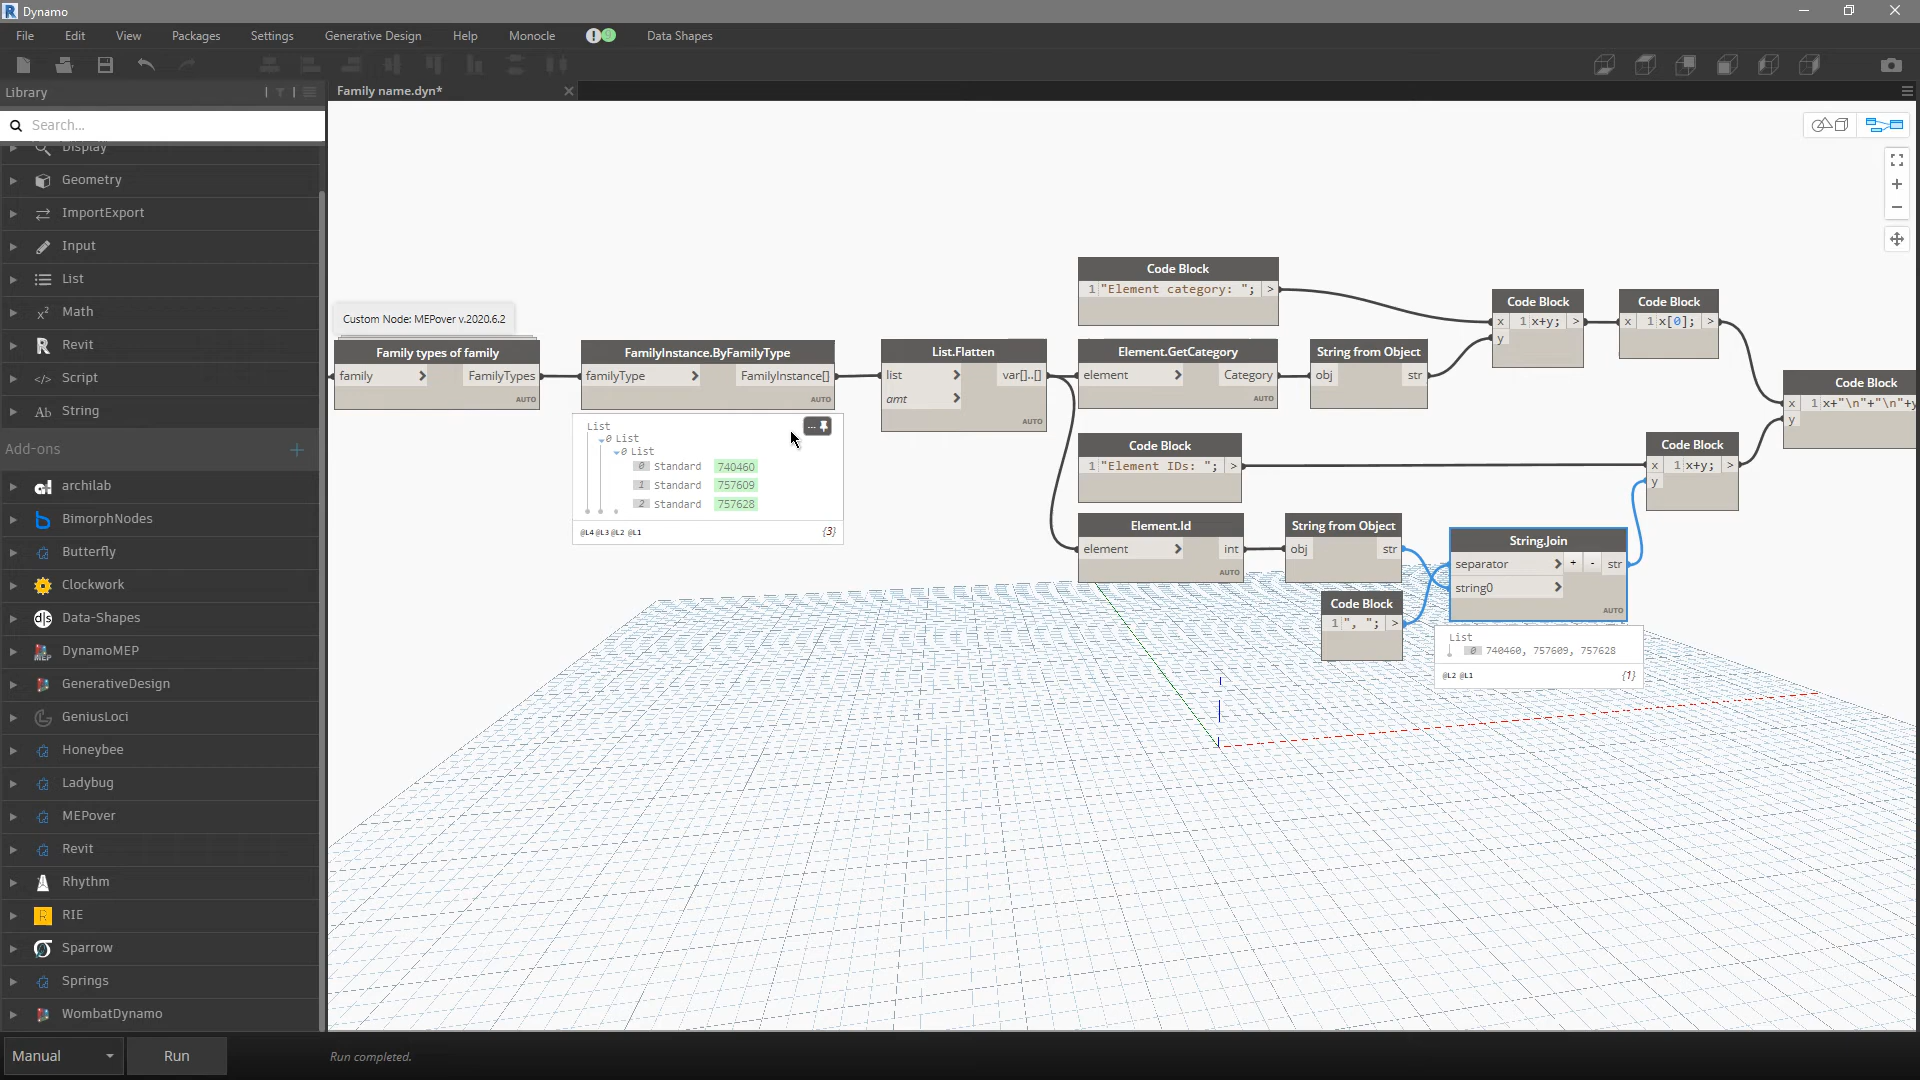 Dynamo
File Edit View Packages Settings Generative Design Help Monocle Data Shapes
Library
Family name.dyn*
Search...
Display
Geometry
ImportExport
Input
List
Math
Revit
Script
String
Add-ons
archilab
BimorphNodes
Butterfly
Clockwork
Data-Shapes
DynamoMEP
GenerativeDesign
GeniusLoci
Honeybee
Ladybug
MEPover
Revit
Rhythm
RIE
Sparrow
Springs
WombatDynamo
Manual
Run
Run completed.
Custom Node: MEPover v.2020.6.2
Family types of family
family > FamilyTypes
AUTO
FamilyInstance.ByFamilyType
familyType > FamilyInstance[]
AUTO
List
0 List
0 List
0 Standard 740460
1 Standard 757609
2 Standard 757628
@L4 @L3 @L2 @L1 {3}
List.Flatten
list > var[]..[]
amt >
AUTO
Code Block
1 "Element category: "; >
Element.GetCategory
element > Category
AUTO
String from Object
obj str
Code Block
x 1 x+y; >
y
Code Block
x 1 x[0]; >
Code Block
x 1 x+"\n"+"\n"+y
y
Code Block
1 "Element IDs: "; >
Code Block
x 1 x+y; >
y
Element.Id
element > int
AUTO
String from Object
obj str
Code Block
1 ", "; >
String.Join
separator > + - str
string0 >
AUTO
List
0 740460, 757609, 757628
@L2 @L1 {1}